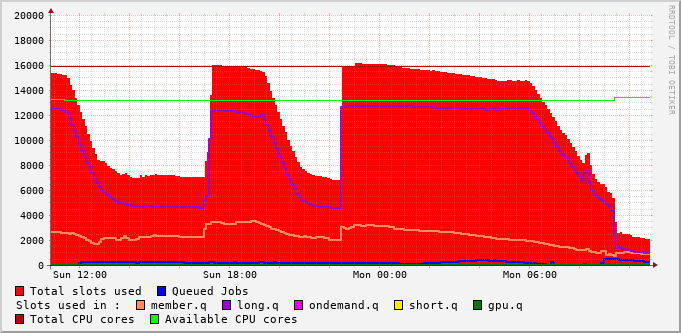 20000
18000
16000
14000
12000
10000
8000
6000
4000
2000
0
Sun 12:00 Sun 18:00 Mon 00:00 Mon 06:00
RRDTOOL / TOBI OETIKER
Total slots used Queued Jobs
Slots used in : member.q long.q ondemand.q short.q gpu.q
Total CPU cores Available CPU cores